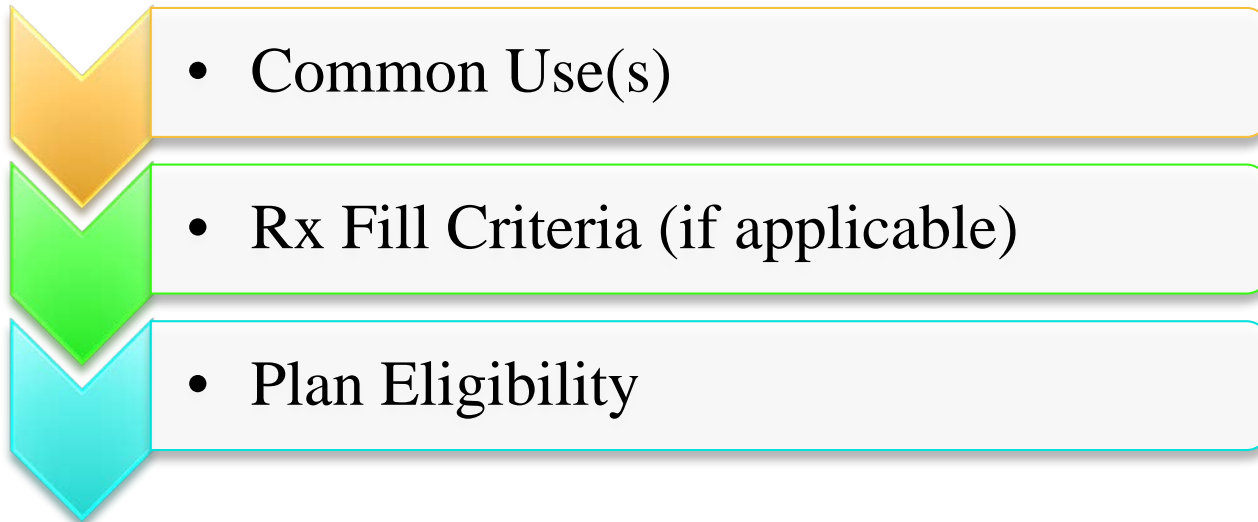 • Common Use(s)
• Rx Fill Criteria (if applicable)
• Plan Eligibility